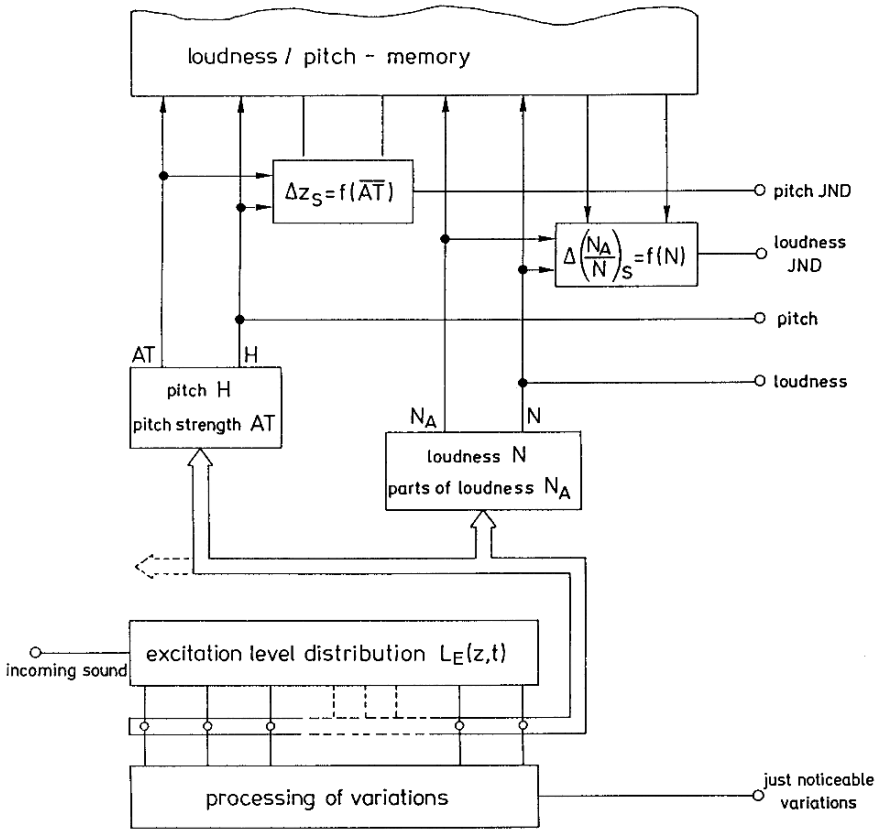 loudness / pitch - memory
Δz_S = f(A̅T̅)
pitch JND
Δ(N_A/N)_S = f(N)
loudness
JND
pitch
AT
H
loudness
pitch H
pitch strength AT
N_A
N
loudness N
parts of loudness N_A
incoming sound
excitation level distribution L_E(z,t)
processing of variations
just noticeable
variations